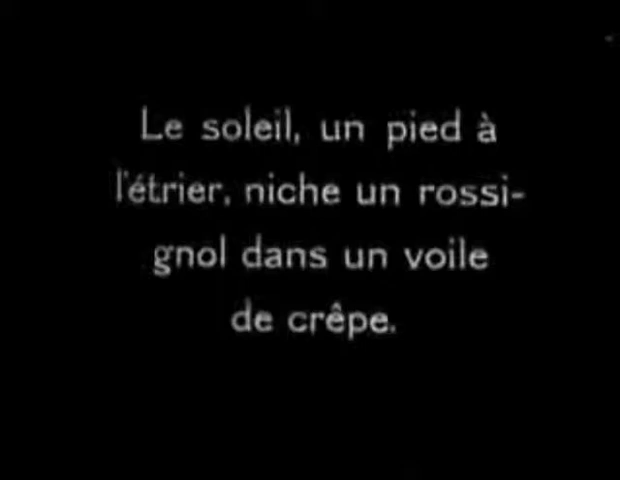 Le soleil, un pied à
l'étrier, niche un rossi-
gnol dans un voile
de crêpe.